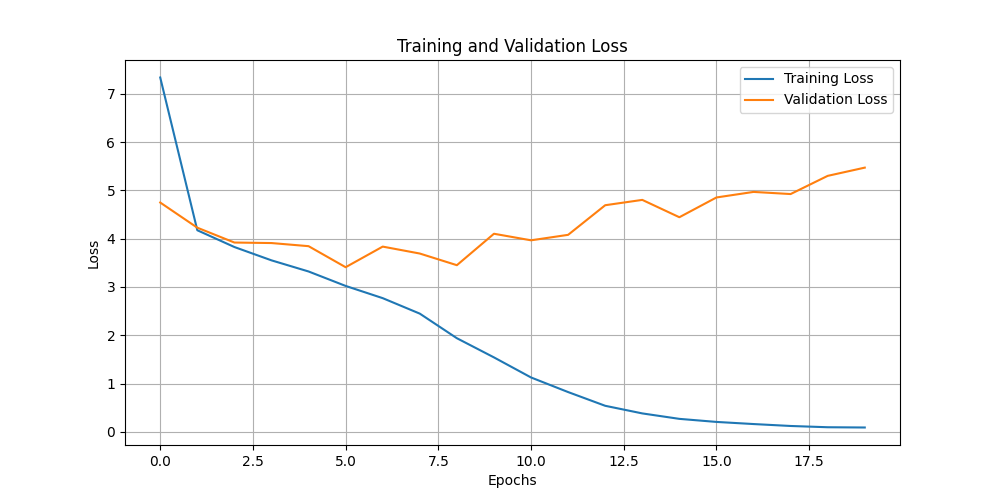 Training and Validation Loss
Training Loss
Validation Loss
7
6
5
4
3
2
1
0
Loss
0.0 2.5 5.0 7.5 10.0 12.5 15.0 17.5
Epochs